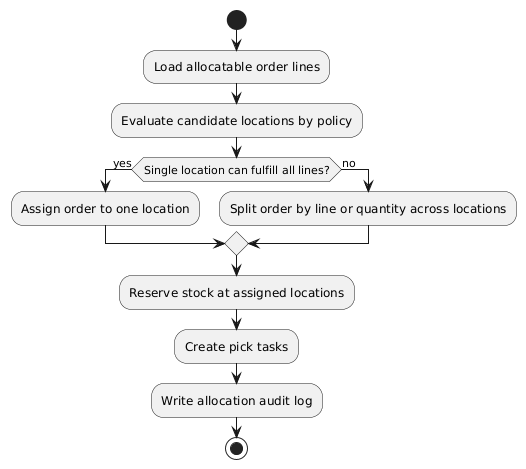 Load allocatable order lines
Evaluate candidate locations by policy
yes
Single location can fulfill all lines?
no
Assign order to one location
Split order by line or quantity across locations
Reserve stock at assigned locations
Create pick tasks
Write allocation audit log